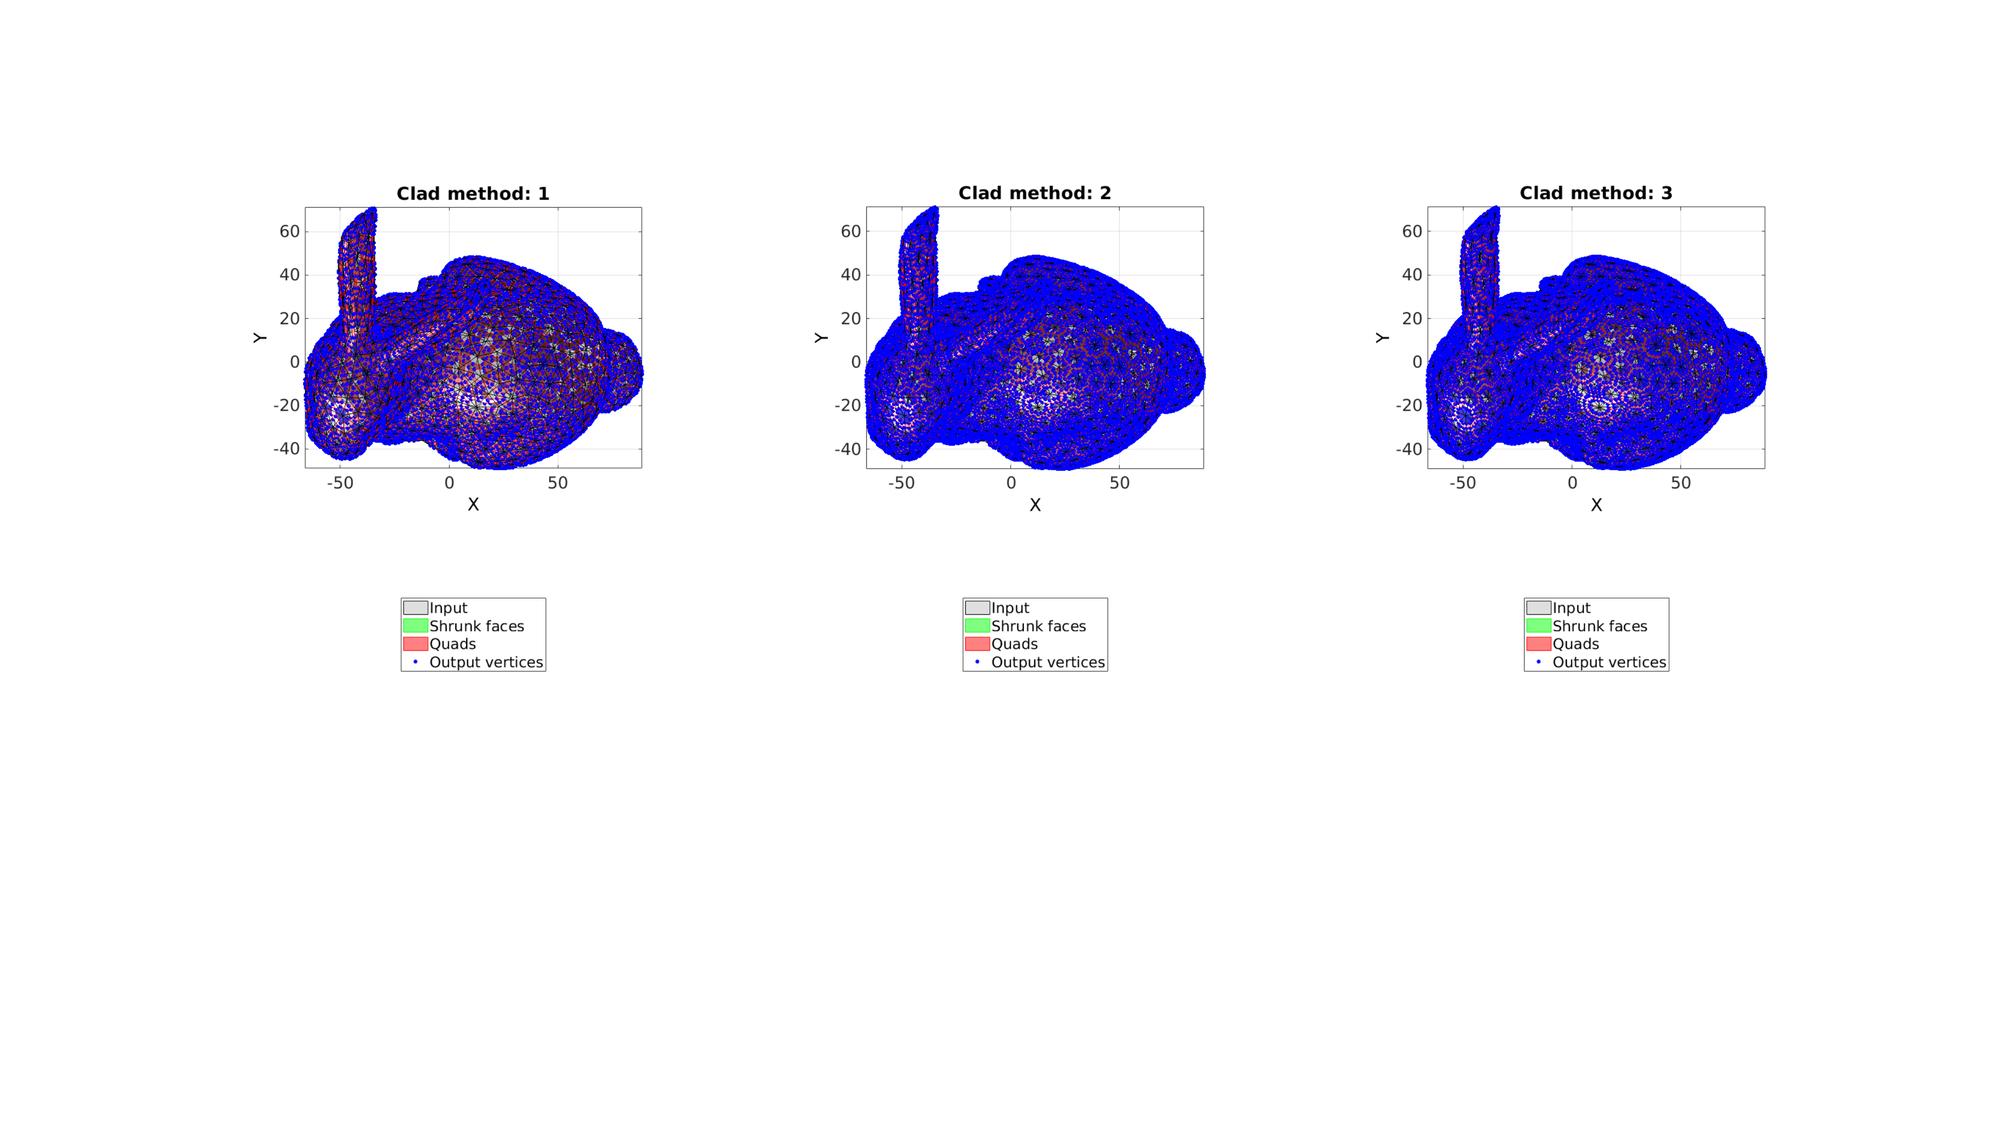 Clad method: 1
60
40
20
0
-20
-40
Y
-50
0
50
X
Input
Shrunk faces
Quads
Output vertices
Clad method: 2
60
40
20
0
-20
-40
Y
-50
0
50
X
Input
Shrunk faces
Quads
Output vertices
Clad method: 3
60
40
20
0
-20
-40
Y
-50
0
50
X
Input
Shrunk faces
Quads
Output vertices